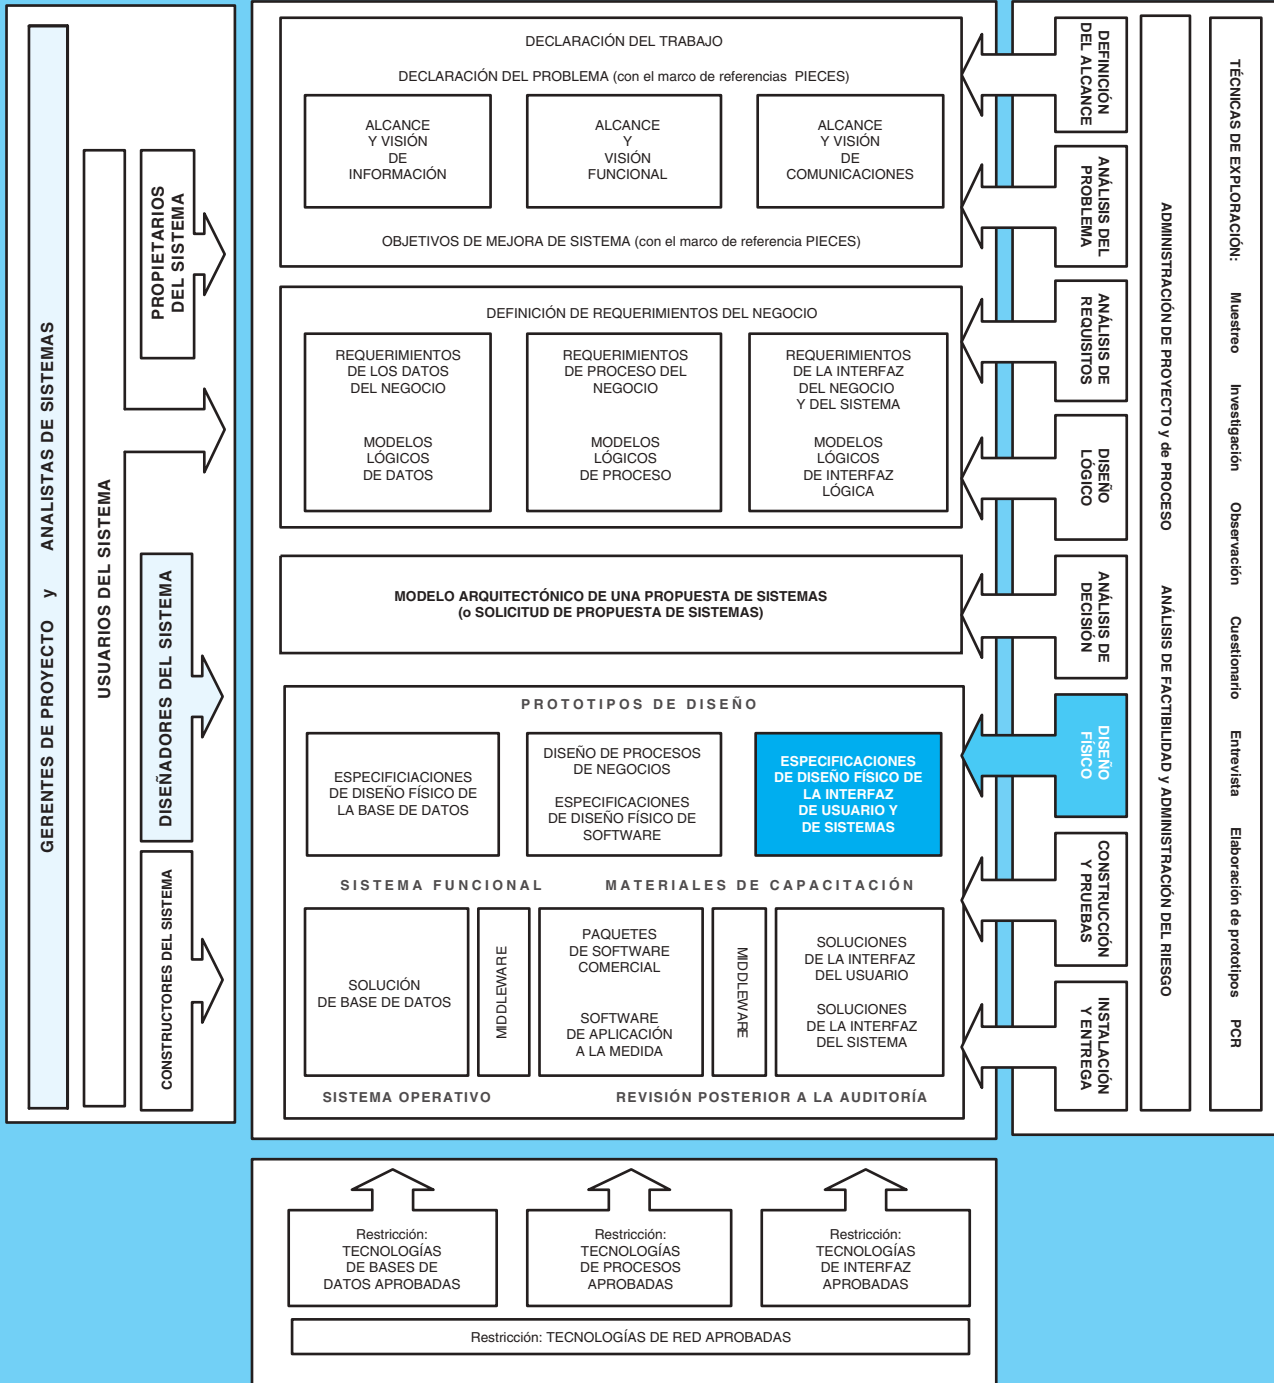 GERENTES DE PROYECTO y ANALISTAS DE SISTEMAS
USUARIOS DEL SISTEMA
PROPIETARIOS
DEL SISTEMA
DISEÑADORES DEL SISTEMA
CONSTRUCTORES DEL SISTEMA
DECLARACIÓN DEL TRABAJO
DECLARACIÓN DEL PROBLEMA (con el marco de referencias PIECES)
ALCANCE
Y VISIÓN
DE
INFORMACIÓN
ALCANCE
Y
VISIÓN
FUNCIONAL
ALCANCE
Y VISIÓN
DE
COMUNICACIONES
OBJETIVOS DE MEJORA DE SISTEMA (con el marco de referencia PIECES)
DEFINICIÓN DE REQUERIMIENTOS DEL NEGOCIO
REQUERIMIENTOS
DE LOS DATOS
DEL NEGOCIO
MODELOS
LÓGICOS
DE DATOS
REQUERIMIENTOS
DE PROCESO DEL
NEGOCIO
MODELOS
LÓGICOS
DE PROCESO
REQUERIMIENTOS
DE LA INTERFAZ
DEL NEGOCIO
Y DEL SISTEMA
MODELOS
LÓGICOS
DE INTERFAZ
LÓGICA
MODELO ARQUITECTÓNICO DE UNA PROPUESTA DE SISTEMAS
(o SOLICITUD DE PROPUESTA DE SISTEMAS)
PROTOTIPOS DE DISEÑO
ESPECIFICIACIONES
DE DISEÑO FÍSICO DE
LA BASE DE DATOS
DISEÑO DE PROCESOS
DE NEGOCIOS
ESPECIFICACIONES
DE DISEÑO FÍSICO DE
SOFTWARE
ESPECIFICACIONES
DE DISEÑO FÍSICO DE
LA INTERFAZ
DE USUARIO Y
DE SISTEMAS
SISTEMA FUNCIONAL
MATERIALES DE CAPACITACIÓN
SOLUCIÓN
DE BASE DE DATOS
MIDDLEWARE
PAQUETES
DE SOFTWARE
COMERCIAL
SOFTWARE
DE APLICACIÓN
A LA MEDIDA
MIDDLEWARE
SOLUCIONES
DE LA INTERFAZ
DEL USUARIO
SOLUCIONES
DE LA INTERFAZ
DEL SISTEMA
SISTEMA OPERATIVO
REVISIÓN POSTERIOR A LA AUDITORÍA
DEFINICIÓN
DEL ALCANCE
ANÁLISIS DEL
PROBLEMA
ANÁLISIS DE
REQUISITOS
DISEÑO
LÓGICO
ANÁLISIS DE
DECISIÓN
DISEÑO
FÍSICO
CONSTRUCCIÓN
Y PRUEBAS
INSTALACIÓN
Y ENTREGA
ADMINISTRACIÓN DE PROYECTO y de PROCESO
ANÁLISIS DE FACTIBILIDAD y ADMINISTRACIÓN DEL RIESGO
TÉCNICAS DE EXPLORACIÓN: Muestreo Investigación Observación Cuestionario Entrevista Elaboración de prototipos PCR
Restricción:
TECNOLOGÍAS
DE BASES DE
DATOS APROBADAS
Restricción:
TECNOLOGÍAS
DE PROCESOS
APROBADAS
Restricción:
TECNOLOGÍAS
DE INTERFAZ
APROBADAS
Restricción: TECNOLOGÍAS DE RED APROBADAS